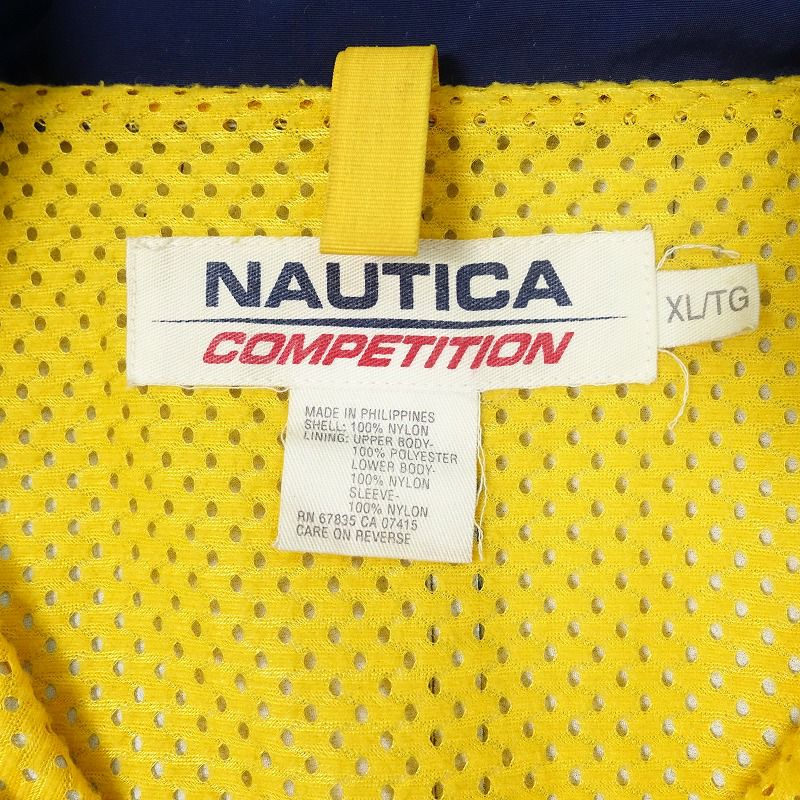 NAUTICA
COMPETITION
XL/TG
MADE IN PHILIPPINES
SHELL: 100% NYLON
LINING: UPPER BODY-
100% POLYESTER
LOWER BODY-
100% NYLON
SLEEVE-
100% NYLON
RN 67835 CA 07415
CARE ON REVERSE